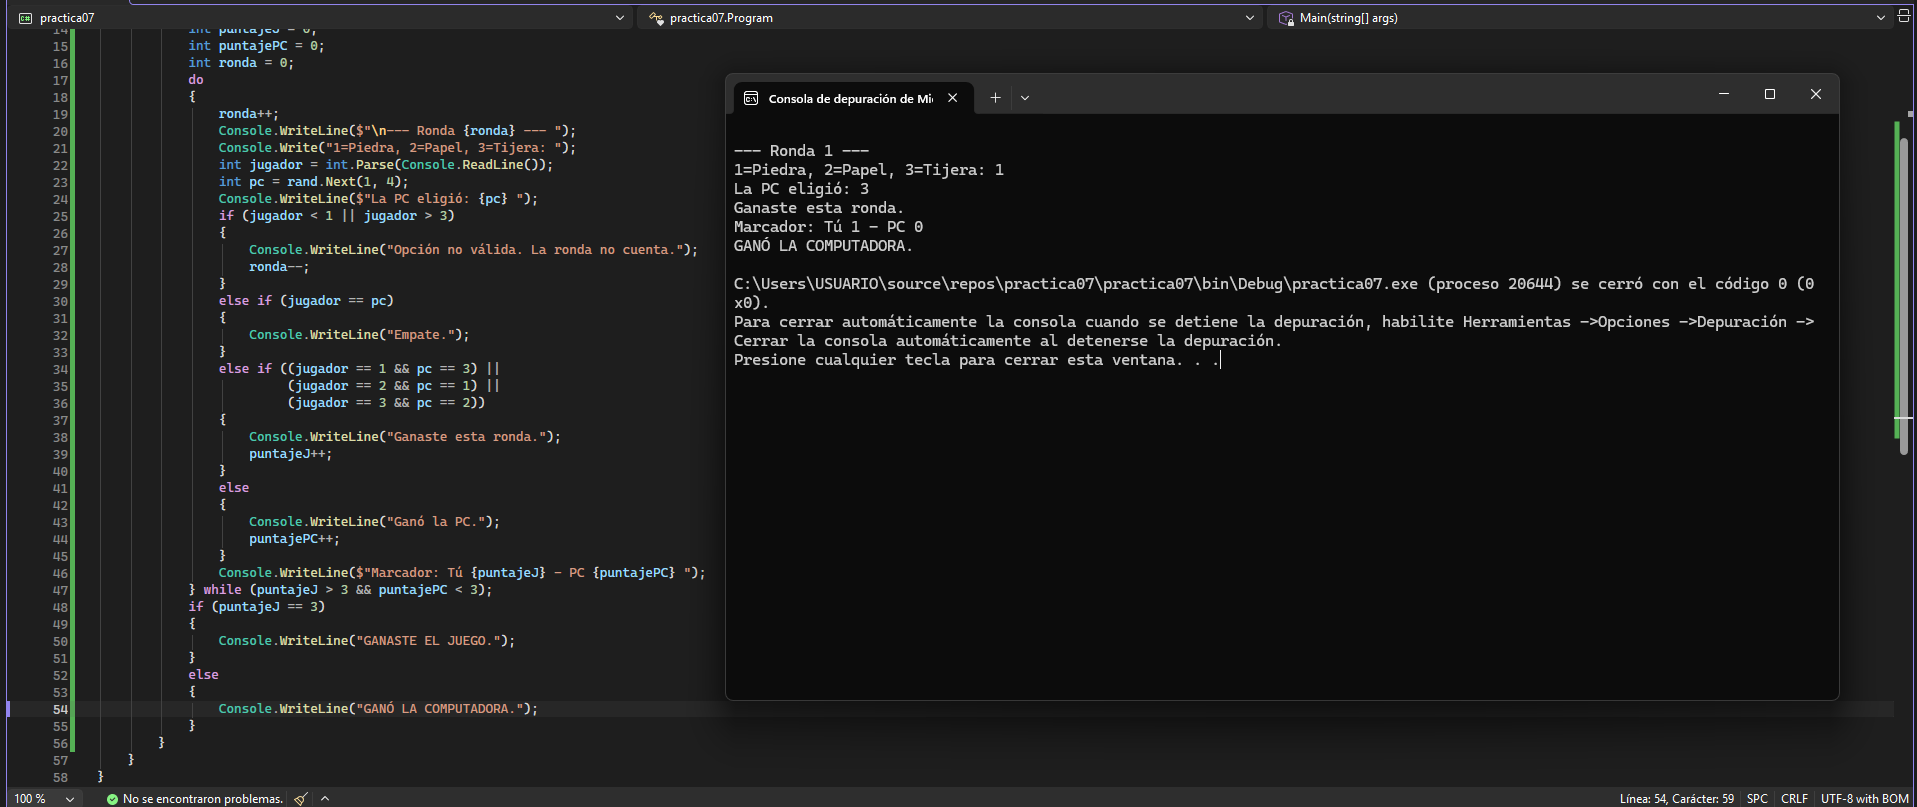 practica07
practica07.Program
Main(string[] args)
14 int puntajeJ = 0;
15 int puntajePC = 0;
16 int ronda = 0;
17 do
18 {
19 ronda++;
20 Console.WriteLine($"\n--- Ronda {ronda} --- ");
21 Console.Write("1=Piedra, 2=Papel, 3=Tijera: ");
22 int jugador = int.Parse(Console.ReadLine());
23 int pc = rand.Next(1, 4);
24 Console.WriteLine($"La PC eligió: {pc} ");
25 if (jugador < 1 || jugador > 3)
26 {
27 Console.WriteLine("Opción no válida. La ronda no cuenta.");
28 ronda--;
29 }
30 else if (jugador == pc)
31 {
32 Console.WriteLine("Empate.");
33 }
34 else if ((jugador == 1 && pc == 3) ||
35 (jugador == 2 && pc == 1) ||
36 (jugador == 3 && pc == 2))
37 {
38 Console.WriteLine("Ganaste esta ronda.");
39 puntajeJ++;
40 }
41 else
42 {
43 Console.WriteLine("Ganó la PC.");
44 puntajePC++;
45 }
46 Console.WriteLine($"Marcador: Tú {puntajeJ} - PC {puntajePC} ");
47 } while (puntajeJ > 3 && puntajePC < 3);
48 if (puntajeJ == 3)
49 {
50 Console.WriteLine("GANASTE EL JUEGO.");
51 }
52 else
53 {
54 Console.WriteLine("GANÓ LA COMPUTADORA.");
55 }
56 }
57 }
58 }
Consola de depuración de Mi
--- Ronda 1 ---
1=Piedra, 2=Papel, 3=Tijera: 1
La PC eligió: 3
Ganaste esta ronda.
Marcador: Tú 1 - PC 0
GANÓ LA COMPUTADORA.
C:\Users\USUARIO\source\repos\practica07\practica07\bin\Debug\practica07.exe (proceso 20644) se cerró con el código 0 (0
x0).
Para cerrar automáticamente la consola cuando se detiene la depuración, habilite Herramientas ->Opciones ->Depuración ->
Cerrar la consola automáticamente al detenerse la depuración.
Presione cualquier tecla para cerrar esta ventana. . .
100 %
No se encontraron problemas.
Línea: 54, Carácter: 59 SPC CRLF UTF-8 with BOM